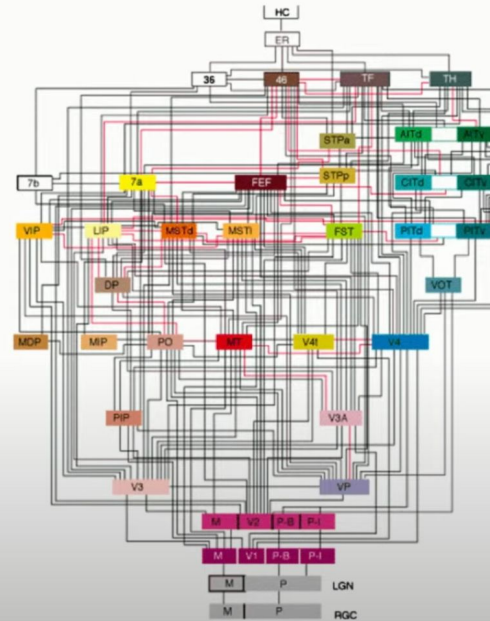 HC
ER
36 46 TF TH
STPa AITd AITv
7b 7a FEF STPp CITd CITv
VIP LIP MSTd MSTl FST PITd PITv
DP VOT
MDP MIP PO MT V4t V4
PIP V3A
V3 VP
M V2 P-B P-I
M V1 P-B P-I
M P LGN
M P RGC